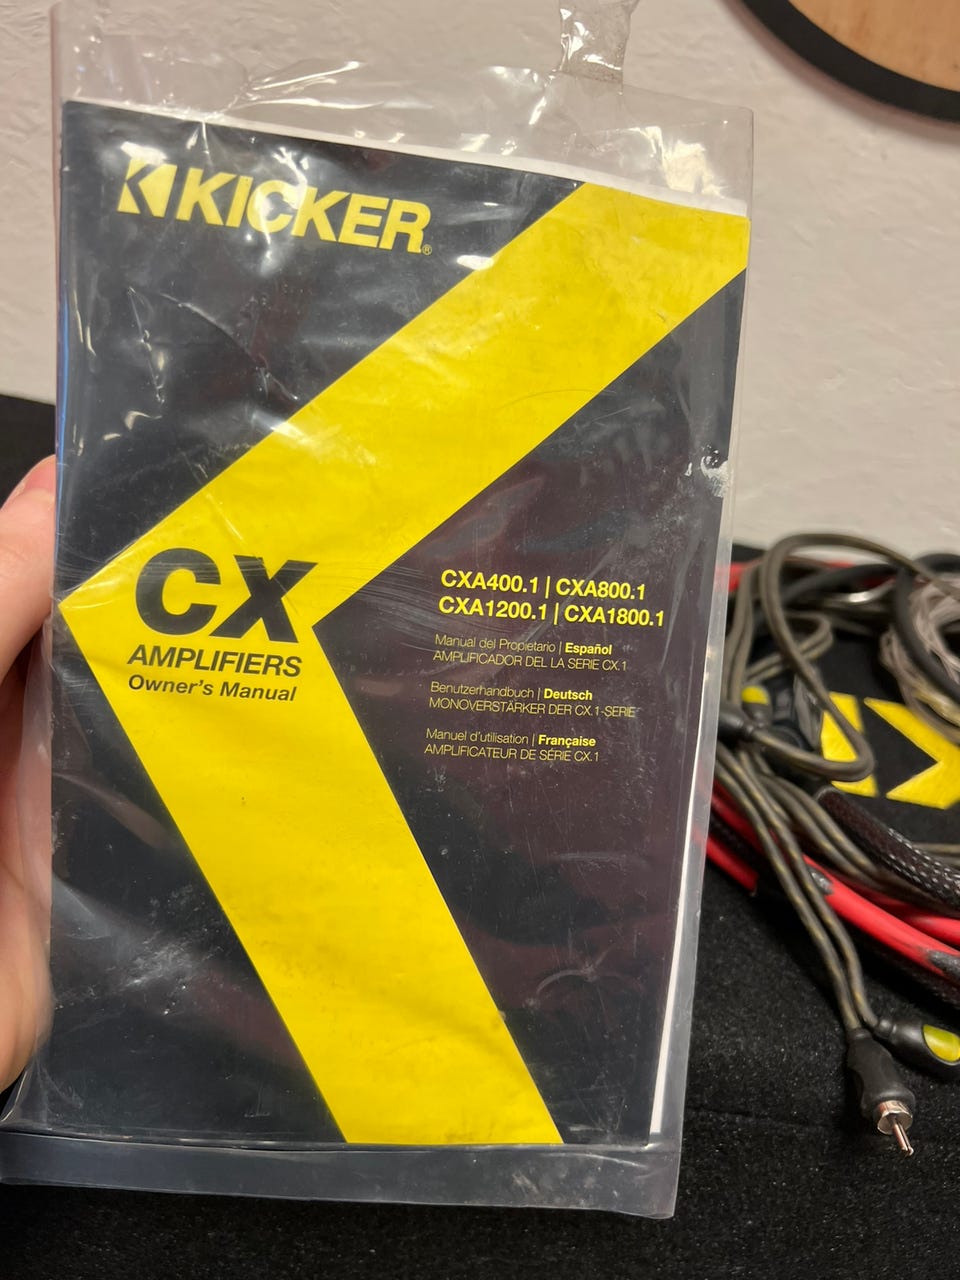 KICKER®
CX
AMPLIFIERS
Owner's Manual
CXA400.1 | CXA800.1
CXA1200.1 | CXA1800.1
Manual del Propietario | Español
AMPLIFICADOR DEL LA SERIE CX.1
Benutzerhandbuch | Deutsch
MONOVERSTÄRKER DER CX.1-SERIE
Manuel d'utilisation | Française
AMPLIFICATEUR DE SÉRIE CX.1